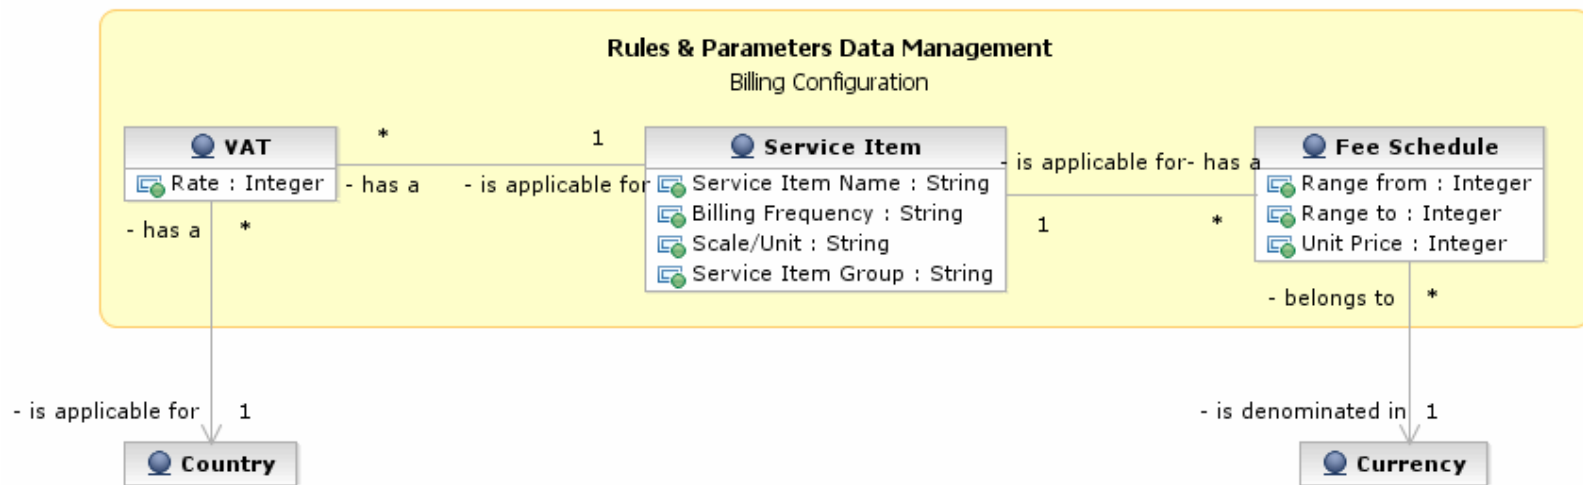 Rules & Parameters Data Management
Billing Configuration
VAT
Rate : Integer
* 1
- has a - is applicable for
Service Item
Service Item Name : String
Billing Frequency : String
Scale/Unit : String
Service Item Group : String
- is applicable for - has a
1 *
Fee Schedule
Range from : Integer
Range to : Integer
Unit Price : Integer
- has a *
- belongs to *
- is applicable for 1
- is denominated in 1
Country
Currency